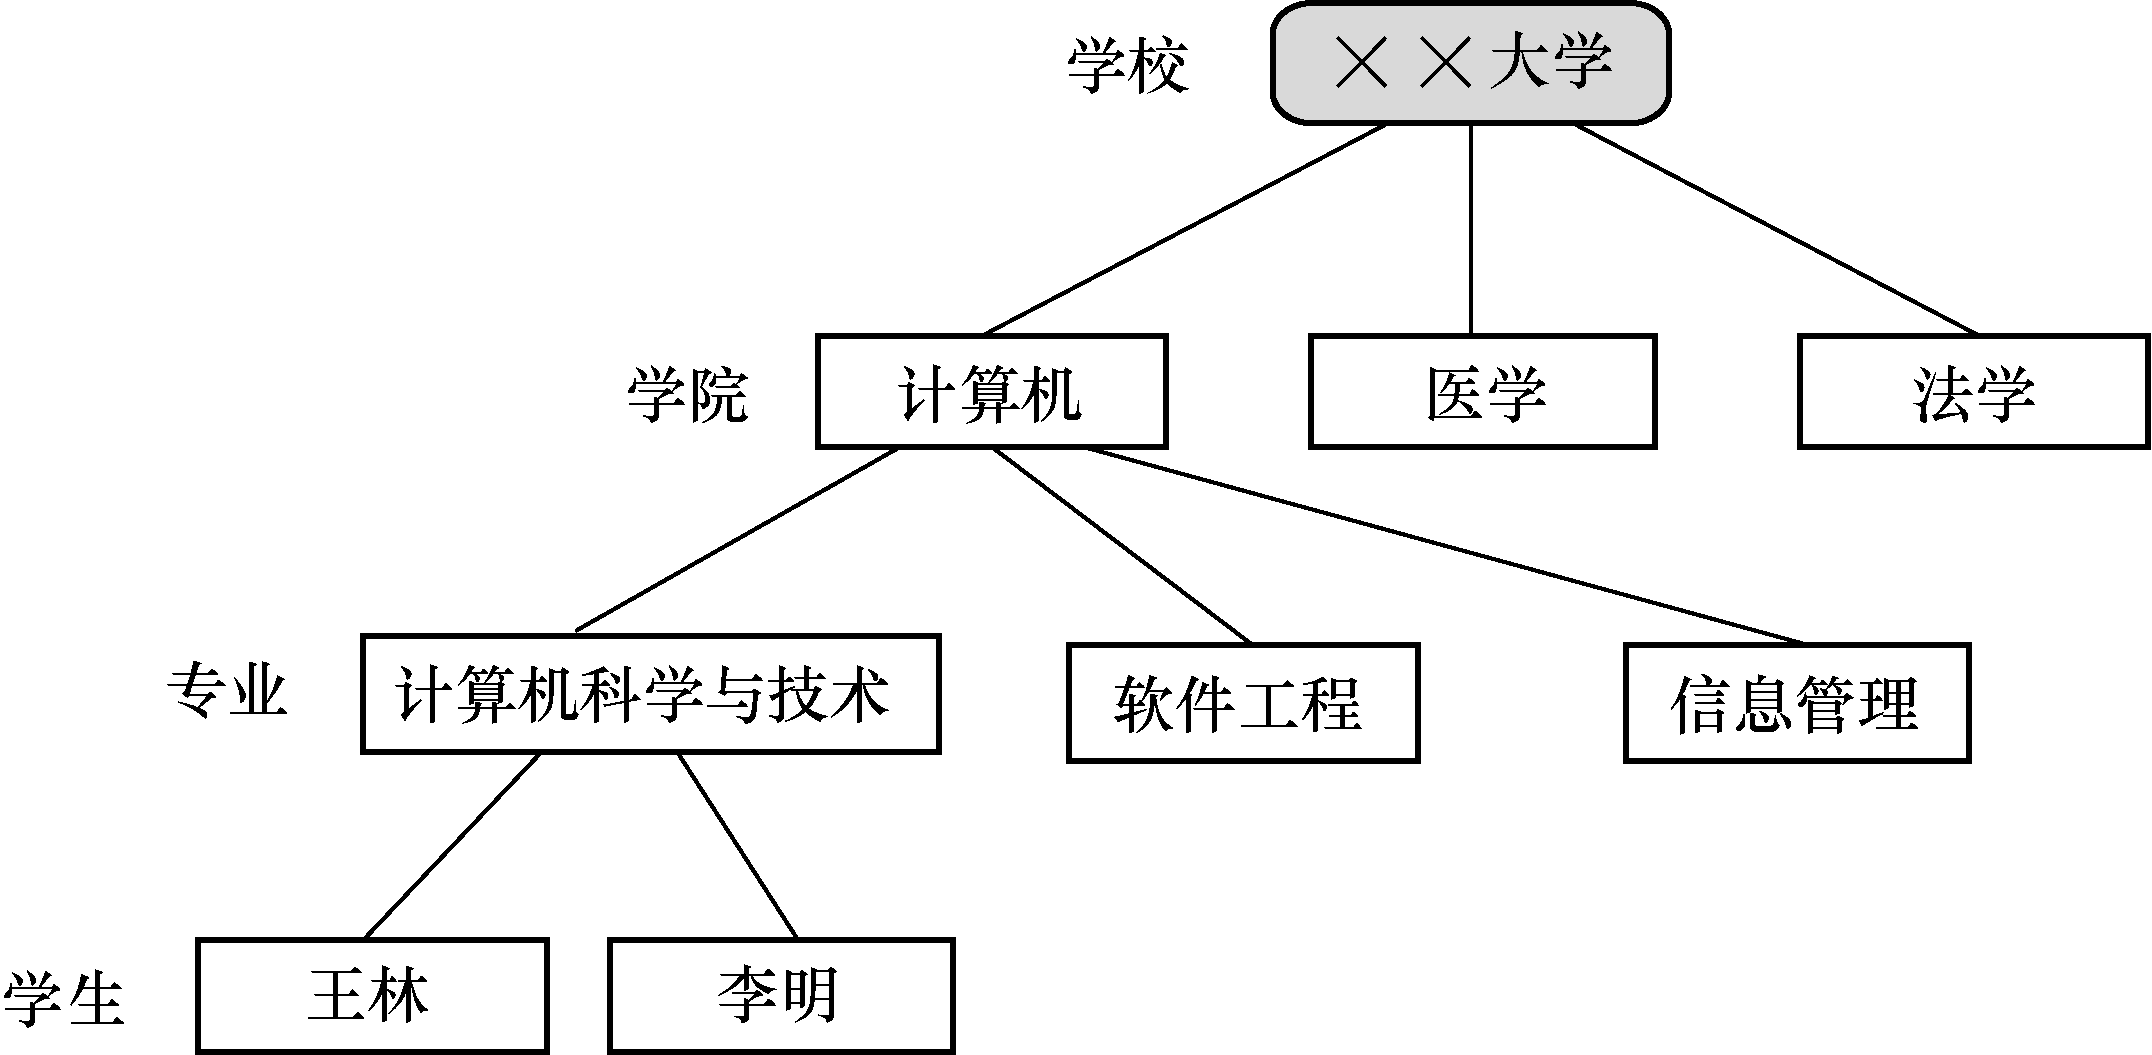 学校 ××大学
学院 计算机 医学 法学
专业 计算机科学与技术 软件工程 信息管理
学生 王林 李明